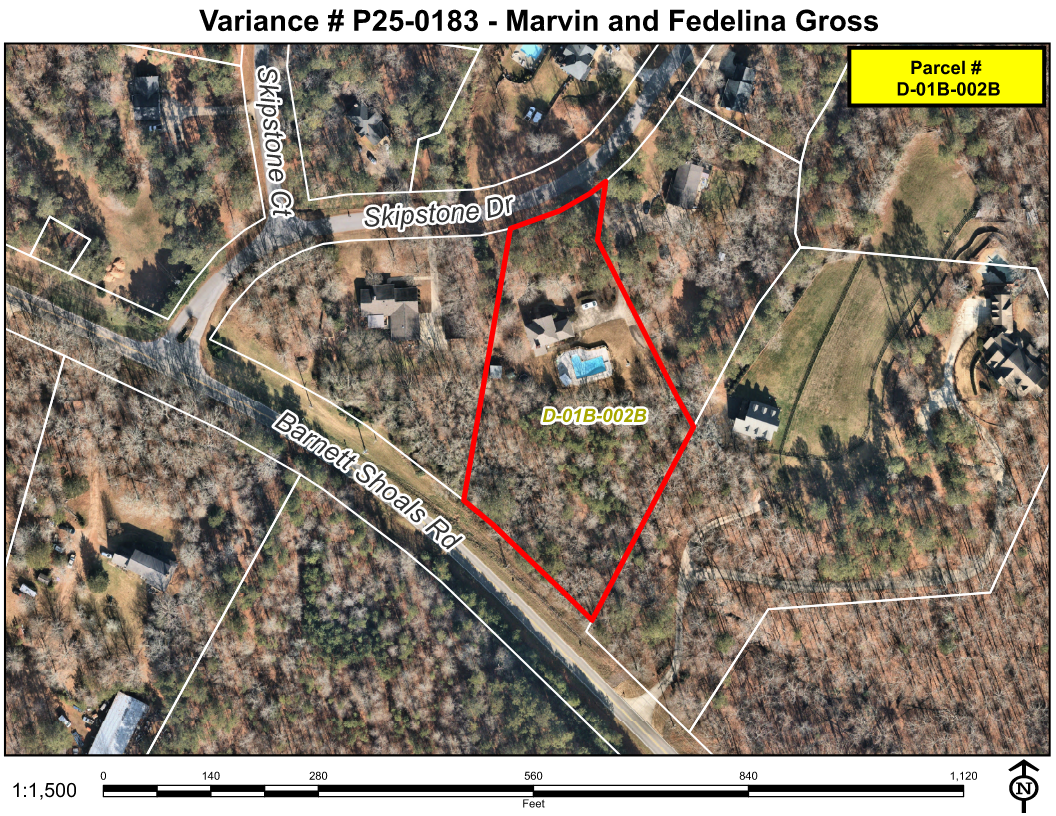 Variance # P25-0183 - Marvin and Fedelina Gross
Parcel #
D-01B-002B
Skipstone Ct
Skipstone Dr
D-01B-002B
Barnett Shoals Rd
1:1,500
0 140 280 560 840 1,120
Feet
N